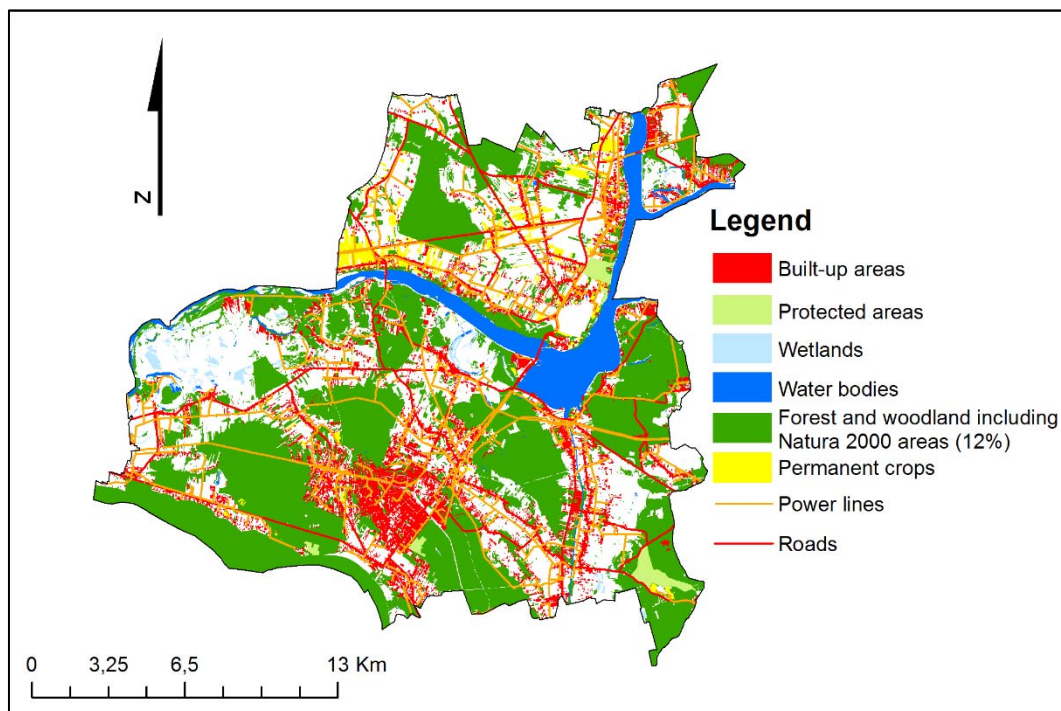 N
Legend
Built-up areas
Protected areas
Wetlands
Water bodies
Forest and woodland including
Natura 2000 areas (12%)
Permanent crops
Power lines
Roads
0 3,25 6,5 13 Km